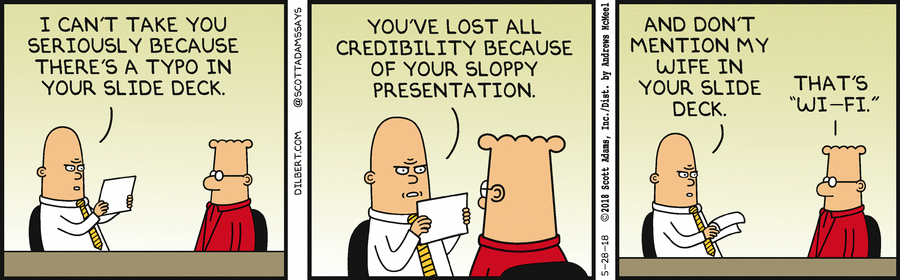 I CAN'T TAKE YOU
SERIOUSLY BECAUSE
THERE'S A TYPO IN
YOUR SLIDE DECK.
DILBERT.COM @SCOTTADAMSSAYS
YOU'VE LOST ALL
CREDIBILITY BECAUSE
OF YOUR SLOPPY
PRESENTATION.
5-28-18 ©2018 Scott Adams, Inc./Dist. by Andrews McMeel
AND DON'T
MENTION MY
WIFE IN
YOUR SLIDE
DECK.
THAT'S
"WI-FI."